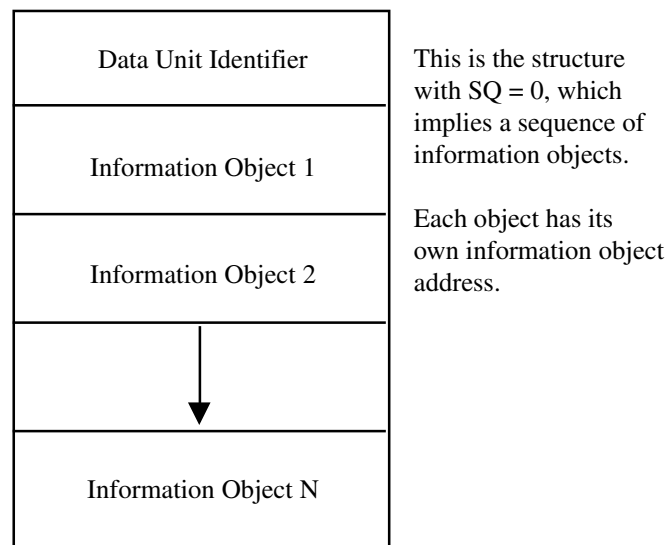 Data Unit Identifier
Information Object 1
Information Object 2
Information Object N
This is the structure
with SQ = 0, which
implies a sequence of
information objects.
Each object has its
own information object
address.